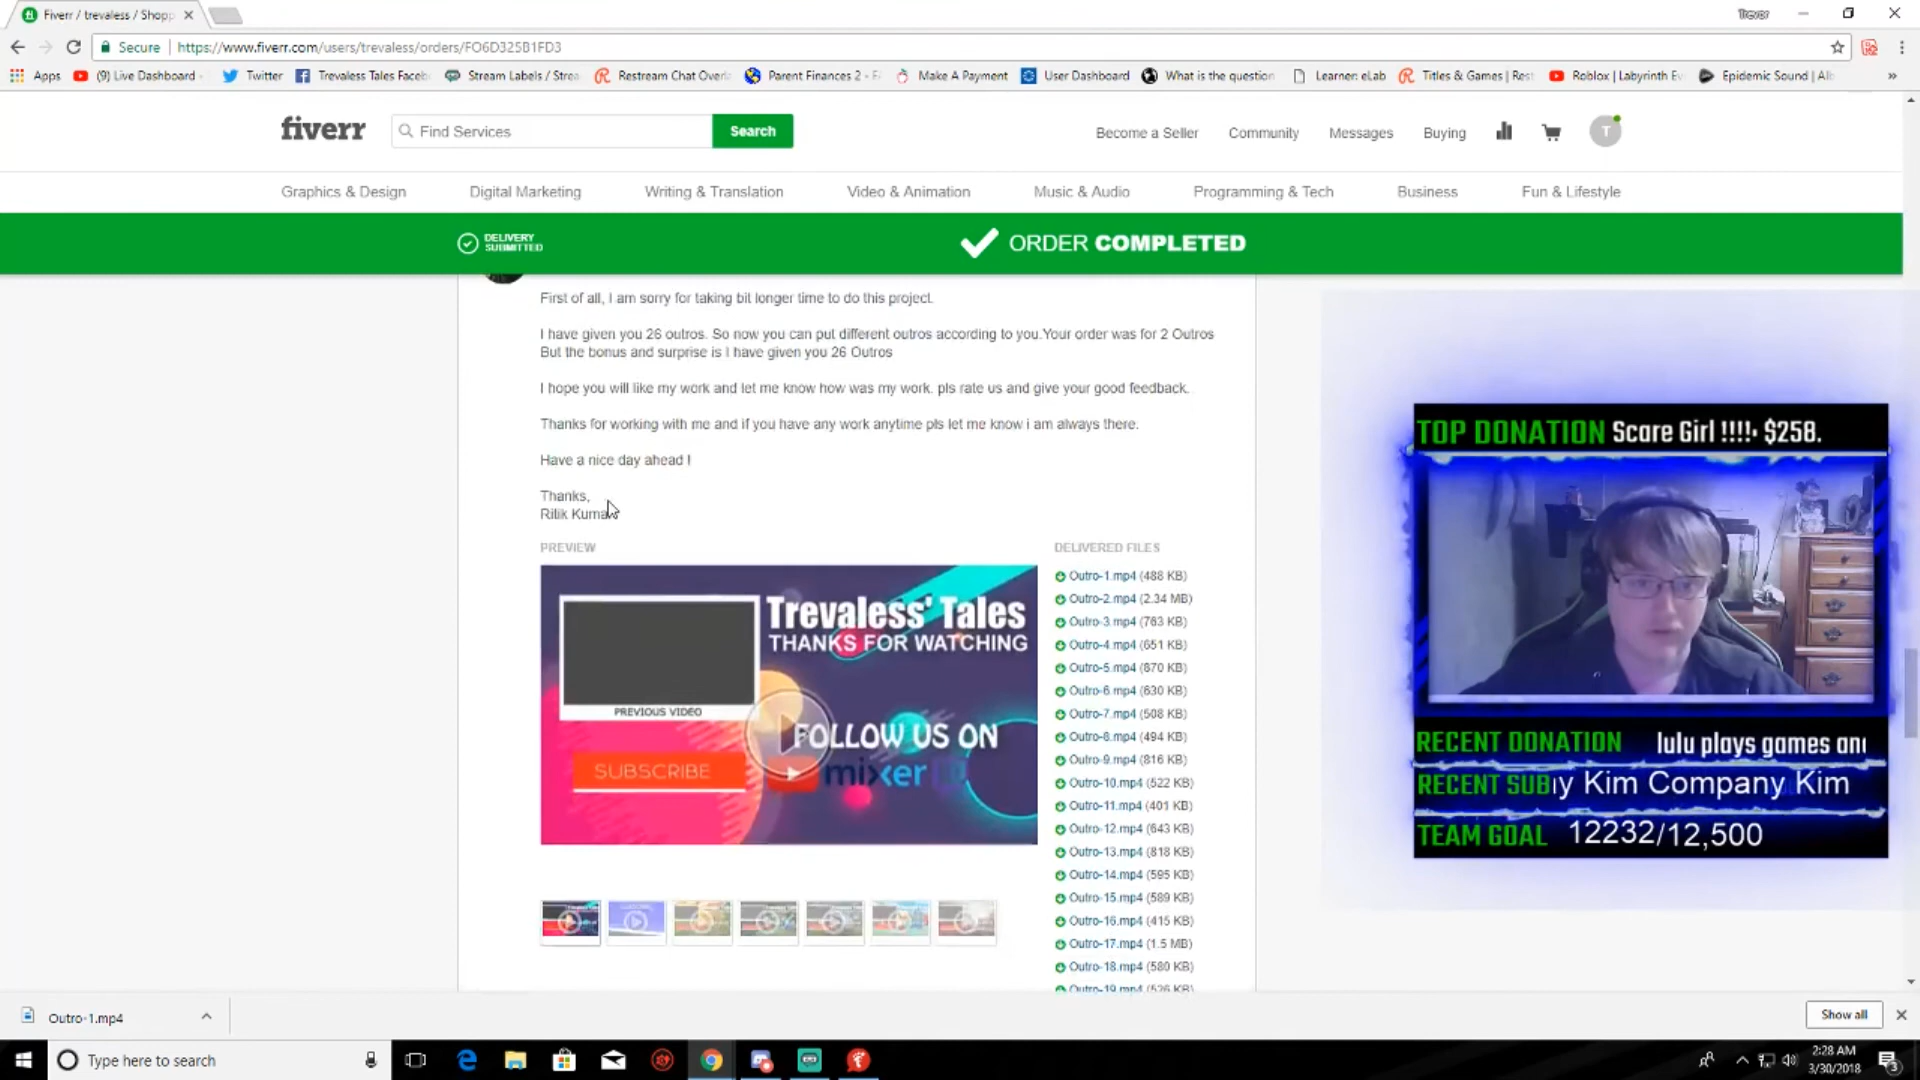 Fiverr / trevaless / Shopp
Trevor
Secure
https://www.fiverr.com/users/trevaless/orders/FO6D325B1FD3
Apps
(9) Live Dashboard -
Twitter
Trevaless Tales Faceb
Stream Labels / Strea
Restream Chat Overl
Parent Finances 2 -
Make A Payment
User Dashboard
What is the question
Learner: eLab
Titles & Games | Rest
Roblox | Labyrinth E
Epidemic Sound | Al
fiverr
Find Services
Search
Become a Seller
Community
Messages
Buying
T
Graphics & Design
Digital Marketing
Writing & Translation
Video & Animation
Music & Audio
Programming & Tech
Business
Fun & Lifestyle
DELIVERY SUBMITTED
ORDER COMPLETED
First of all, I am sorry for taking bit longer time to do this project.
I have given you 26 outros. So now you can put different outros according to you.Your order was for 2 Outros
But the bonus and surprise is I have given you 26 Outros
I hope you will like my work and let me know how was my work. pls rate us and give your good feedback.
Thanks for working with me and if you have any work anytime pls let me know i am always there.
Have a nice day ahead !
Thanks,
Ritik Kuma
PREVIEW
DELIVERED FILES
Trevaless' Tales
THANKS FOR WATCHING
PREVIOUS VIDEO
FOLLOW US ON
SUBSCRIBE
mixer
Outro-1.mp4 (488 KB)
Outro-2.mp4 (2.34 MB)
Outro-3.mp4 (763 KB)
Outro-4.mp4 (651 KB)
Outro-5.mp4 (870 KB)
Outro-6.mp4 (630 KB)
Outro-7.mp4 (508 KB)
Outro-8.mp4 (494 KB)
Outro-9.mp4 (816 KB)
Outro-10.mp4 (522 KB)
Outro-11.mp4 (401 KB)
Outro-12.mp4 (643 KB)
Outro-13.mp4 (818 KB)
Outro-14.mp4 (595 KB)
Outro-15.mp4 (589 KB)
Outro-16.mp4 (415 KB)
Outro-17.mp4 (1.5 MB)
Outro-18.mp4 (580 KB)
Outro-19.mp4 (526 KB)
TOP DONATION Scare Girl !!!!: $258.
RECENT DONATION lulu plays games an
RECENT SUB y Kim Company Kim
TEAM GOAL 12232/12,500
Outro-1.mp4
Show all
Type here to search
2:28 AM
3/30/2018
3